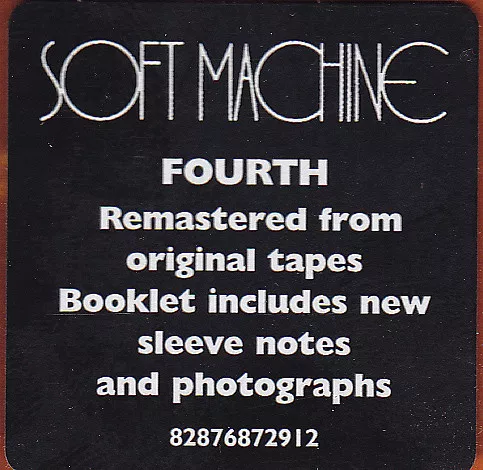 SOFT MACHINE
FOURTH
Remastered from
original tapes
Booklet includes new
sleeve notes
and photographs
82876872912